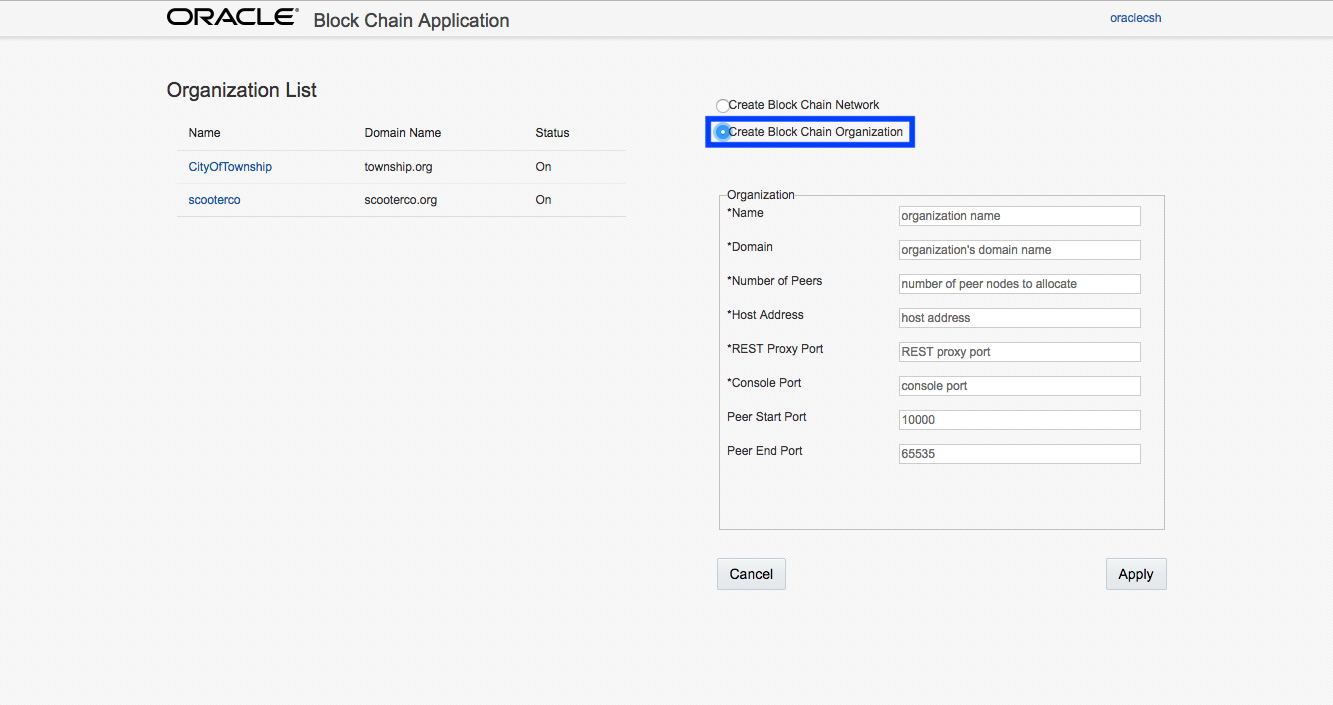 ORACLE® Block Chain Application
oraclecsh
Organization List
Name Domain Name Status
CityOfTownship township.org On
scooterco scooterco.org On
Create Block Chain Network
Create Block Chain Organization
Organization
*Name organization name
*Domain organization's domain name
*Number of Peers number of peer nodes to allocate
*Host Address host address
*REST Proxy Port REST proxy port
*Console Port console port
Peer Start Port 10000
Peer End Port 65535
Cancel Apply